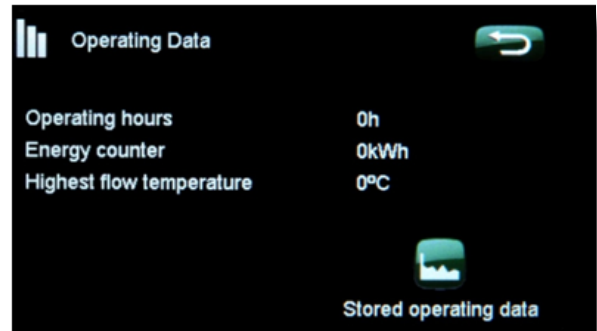 Operating Data
Operating hours 0h
Energy counter 0kWh
Highest flow temperature 0ºC
Stored operating data